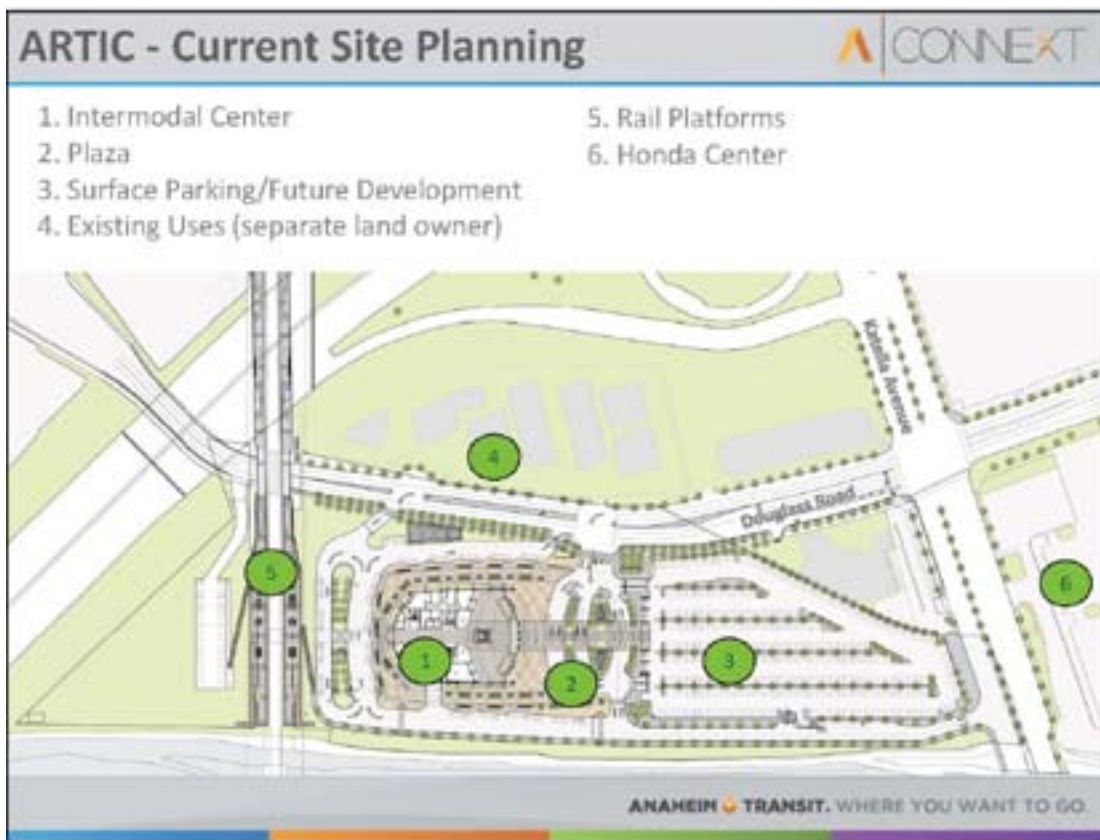 ARTIC - Current Site Planning
CONNEXT
1. Intermodal Center
2. Plaza
3. Surface Parking/Future Development
4. Existing Uses (separate land owner)
5. Rail Platforms
6. Honda Center
Katella Avenue
4
Douglass Road
5
6
1
2
3
ANAHEIM TRANSIT. WHERE YOU WANT TO GO.